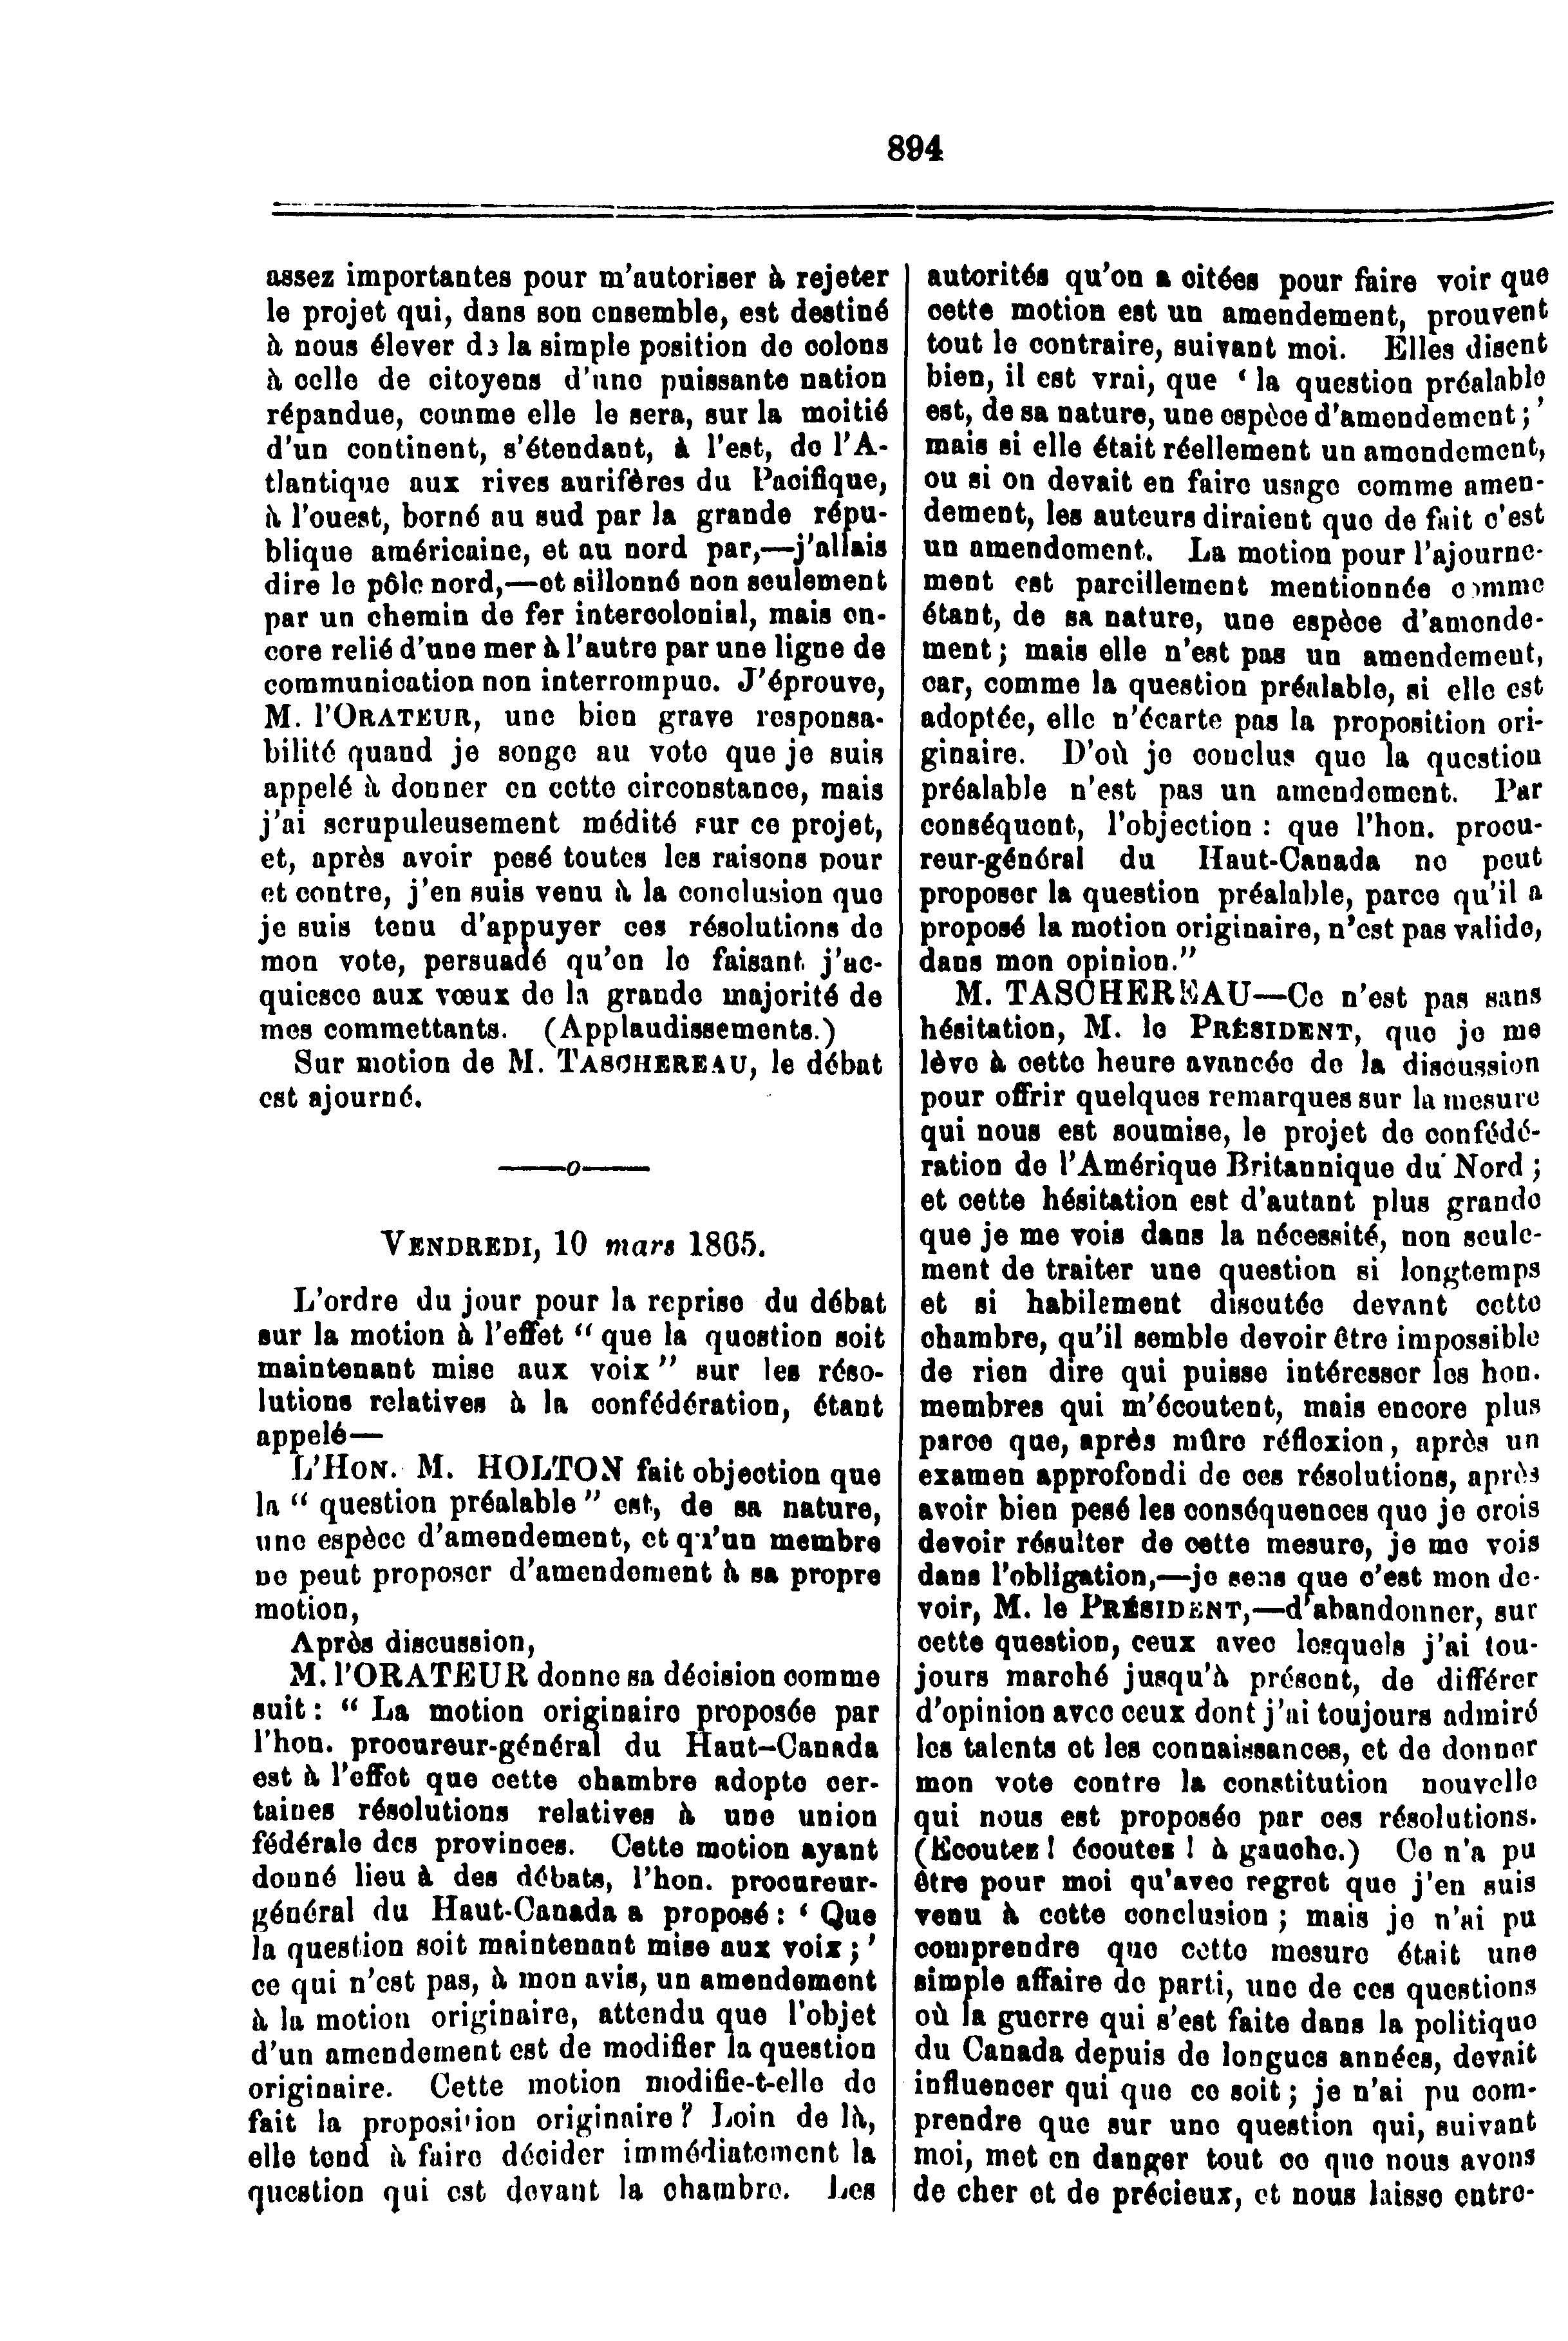 894
assez importantes pour m'autoriser à rejeter
le projet qui, dans son ensemble, est destiné
à nous élever de la simple position de colons
à celle de citoyens d'une puissante nation
répandue, comme elle le sera, sur la moitié
d'un continent, s'étendant, à l'est, de l'A-
tlantique aux rives aurifères du Pacifique,
à l'ouest, borné au sud par la grande répu-
blique américaine, et au nord par,—j'allais
dire le pôle nord,—et sillonné non seulement
par un chemin de fer intercolonial, mais en-
core relié d'une mer à l'autre par une ligne de
communication non interrompue. J'éprouve,
M. l'ORATEUR, une bien grave responsa-
bilité quand je songe au vote que je suis
appelé à donner en cette circonstance, mais
j'ai scrupuleusement médité sur ce projet,
et, après avoir pesé toutes les raisons pour
et contre, j'en suis venu à la conclusion que
je suis tenu d'appuyer ces résolutions de
mon vote, persuadé qu'en le faisant j'ac-
quiesce aux vœux de la grande majorité de
mes commettants. (Applaudissements.)
Sur motion de M. TASCHEREAU, le débat
est ajourné.
——o——
VENDREDI, 10 mars 1865.
L'ordre du jour pour la reprise du débat
sur la motion à l'effet " que la question soit
maintenant mise aux voix " sur les réso-
lutions relatives à la confédération, étant
appelé—
L'HON. M. HOLTON fait objection que
la " question préalable " est, de sa nature,
une espèce d'amendement, et qu'un membre
ne peut proposer d'amendement à sa propre
motion,
Après discussion,
M. l'ORATEUR donne sa décision comme
suit : " La motion originaire proposée par
l'hon. procureur-général du Haut-Canada
est à l'effet que cette chambre adopte cer-
taines résolutions relatives à une union
fédérale des provinces. Cette motion ayant
donné lieu à des débats, l'hon. procureur-
général du Haut-Canada a proposé : ' Que
la question soit maintenant mise aux voix ; '
ce qui n'est pas, à mon avis, un amendement
à la motion originaire, attendu que l'objet
d'un amendement est de modifier la question
originaire. Cette motion modifie-t-elle de
fait la proposition originaire ? Loin de là,
elle tend à faire décider immédiatement la
question qui est devant la chambre. Les
autorités qu'on a citées pour faire voir que
cette motion est un amendement, prouvent
tout le contraire, suivant moi. Elles disent
bien, il est vrai, que ' la question préalable
est, de sa nature, une espèce d'amendement ; '
mais si elle était réellement un amendement,
ou si on devait en faire usage comme amen-
dement, les auteurs diraient que de fait c'est
un amendement. La motion pour l'ajourne-
ment est pareillement mentionnée comme
étant, de sa nature, une espèce d'amende-
ment ; mais elle n'est pas un amendement,
car, comme la question préalable, si elle est
adoptée, elle n'écarte pas la proposition ori-
ginaire. D'où je conclus que la question
préalable n'est pas un amendement. Par
conséquent, l'objection : que l'hon. procu-
reur-général du Haut-Canada ne peut
proposer la question préalable, parce qu'il a
proposé la motion originaire, n'est pas valide,
dans mon opinion."
M. TASCHEREAU—Ce n'est pas sans
hésitation, M. le PRÉSIDENT, que je me
lève à cette heure avancée de la discussion
pour offrir quelques remarques sur la mesure
qui nous est soumise, le projet de confédé-
ration de l'Amérique Britannique du Nord ;
et cette hésitation est d'autant plus grande
que je me vois dans la nécessité, non seule-
ment de traiter une question si longtemps
et si habilement discutée devant cette
chambre, qu'il semble devoir être impossible
de rien dire qui puisse intéresser les hon.
membres qui m'écoutent, mais encore plus
parce que, après mûre réflexion, après un
examen approfondi de ces résolutions, après
avoir bien pesé les conséquences que je crois
devoir résulter de cette mesure, je me vois
dans l'obligation,—je sens que c'est mon de-
voir, M. le PRÉSIDENT,—d'abandonner, sur
cette question, ceux avec lesquels j'ai tou-
jours marché jusqu'à présent, de différer
d'opinion avec ceux dont j'ai toujours admiré
les talents et les connaissances, et de donner
mon vote contre la constitution nouvelle
qui nous est proposée par ces résolutions.
(Ecoutez ! écoutez ! à gauche.) Ce n'a pu
être pour moi qu'avec regret que j'en suis
venu à cette conclusion ; mais je n'ai pu
comprendre que cette mesure était une
simple affaire de parti, une de ces questions
où la guerre qui s'est faite dans la politique
du Canada depuis de longues années, devait
influencer qui que ce soit ; je n'ai pu com-
prendre que sur une question qui, suivant
moi, met en danger tout ce que nous avons
de cher et de précieux, et nous laisse entre-